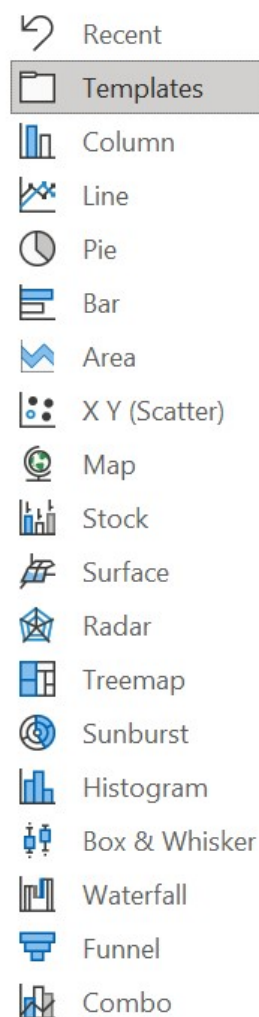 Recent
Templates
Column
Line
Pie
Bar
Area
X Y (Scatter)
Map
Stock
Surface
Radar
Treemap
Sunburst
Histogram
Box & Whisker
Waterfall
Funnel
Combo